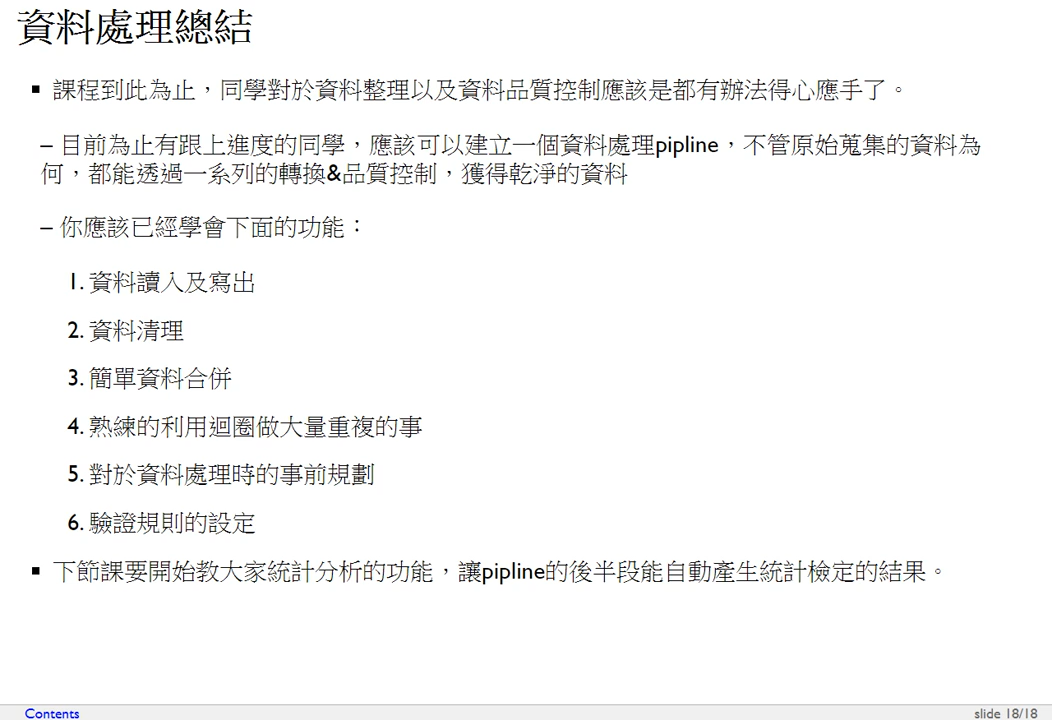 資料處理總結
▪ 課程到此為止，同學對於資料整理以及資料品質控制應該是都有辦法得心應手了。
– 目前為止有跟上進度的同學，應該可以建立一個資料處理pipline，不管原始蒐集的資料為
何，都能透過一系列的轉換&品質控制，獲得乾淨的資料
– 你應該已經學會下面的功能：
1. 資料讀入及寫出
2. 資料清理
3. 簡單資料合併
4. 熟練的利用迴圈做大量重複的事
5. 對於資料處理時的事前規劃
6. 驗證規則的設定
▪ 下節課要開始教大家統計分析的功能，讓pipline的後半段能自動產生統計檢定的結果。
Contents
slide 18/18